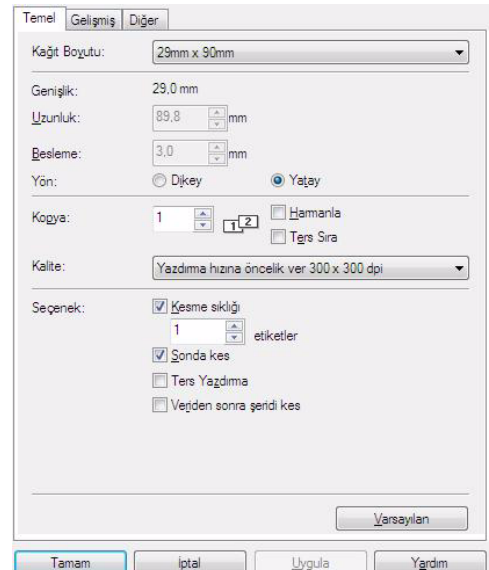 Temel Gelişmiş Diğer
Kağıt Boyutu: 29mm x 90mm
Genişlik: 29,0 mm
Uzunluk: 89,8 mm
Besleme: 3,0 mm
Yön: Dikey Yatay
Kopya: 1 1 2 Harmanla
Ters Sıra
Kalite: Yazdırma hızına öncelik ver 300 x 300 dpi
Seçenek: Kesme sıklığı
1 etiketler
Sonda kes
Ters Yazdırma
Veriden sonra şeridi kes
Varsayılan
Tamam İptal Uygula Yardım